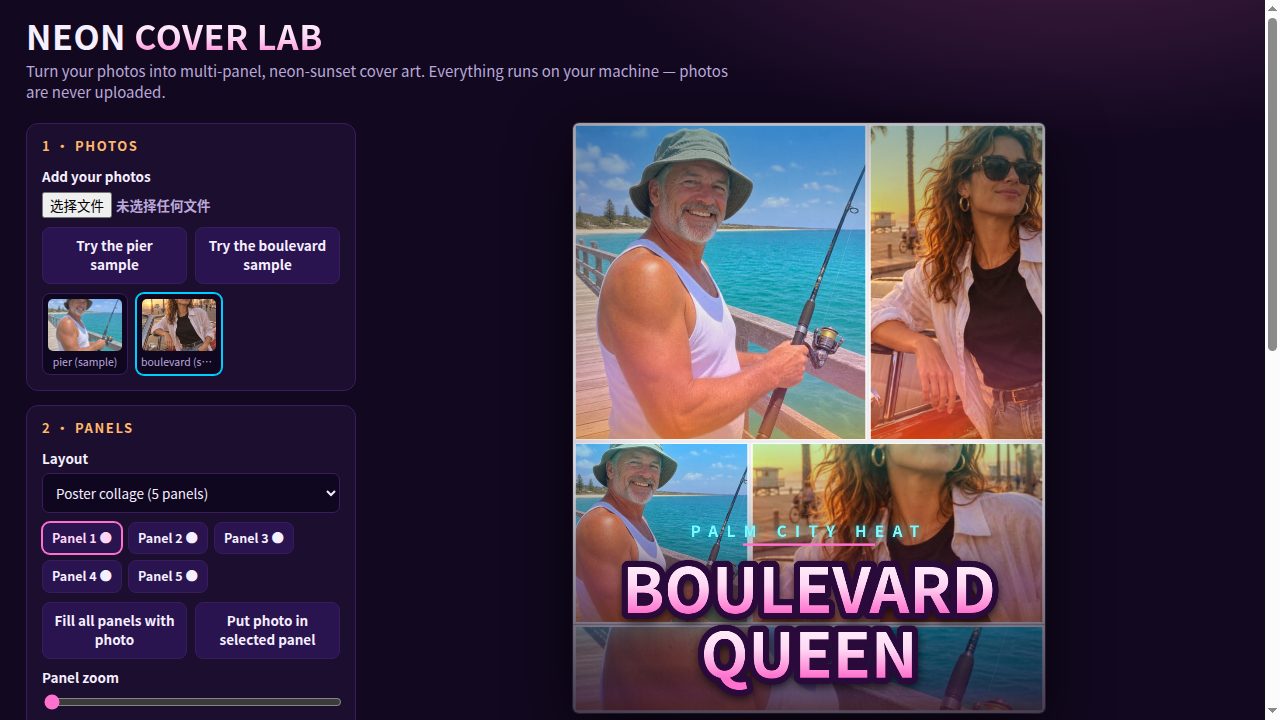 NEON COVER LAB
Turn your photos into multi-panel, neon-sunset cover art. Everything runs on your machine — photos
are never uploaded.
1 • PHOTOS
Add your photos
选择文件 未选择任何文件
Try the pier
sample
Try the boulevard
sample
pier (sample)
boulevard (s…
2 • PANELS
Layout
Poster collage (5 panels)
Panel 1
Panel 2
Panel 3
Panel 4
Panel 5
Fill all panels with
photo
Put photo in
selected panel
Panel zoom
PALM CITY HEAT
BOULEVARD
QUEEN